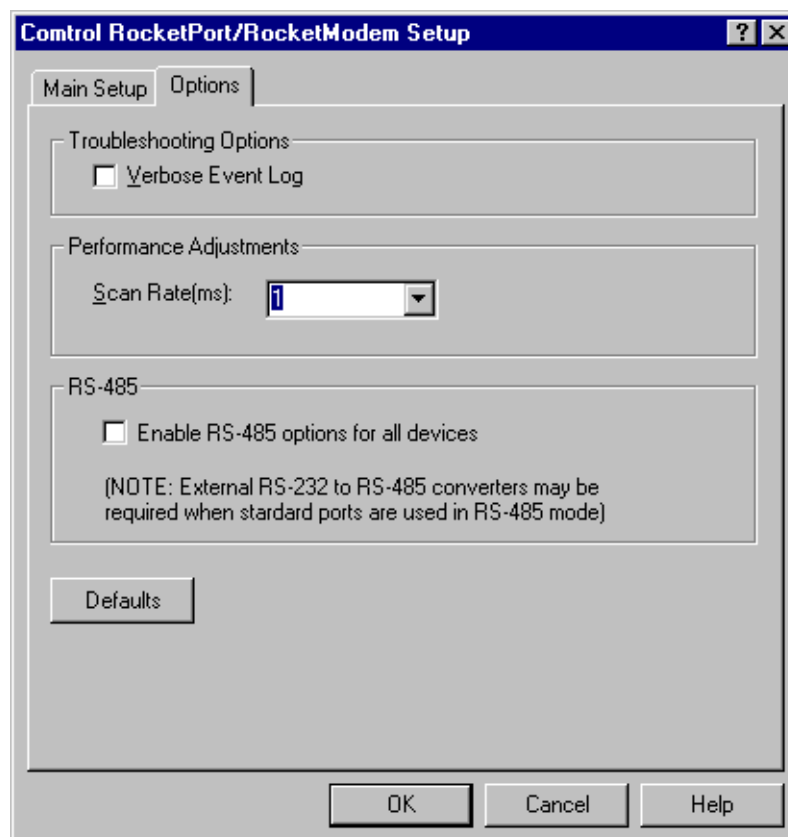 Comtrol RocketPort/RocketModem Setup
Main Setup Options
Troubleshooting Options
Verbose Event Log
Performance Adjustments
Scan Rate(ms): 1
RS-485
Enable RS-485 options for all devices
(NOTE: External RS-232 to RS-485 converters may be
required when stardard ports are used in RS-485 mode)
Defaults
OK Cancel Help